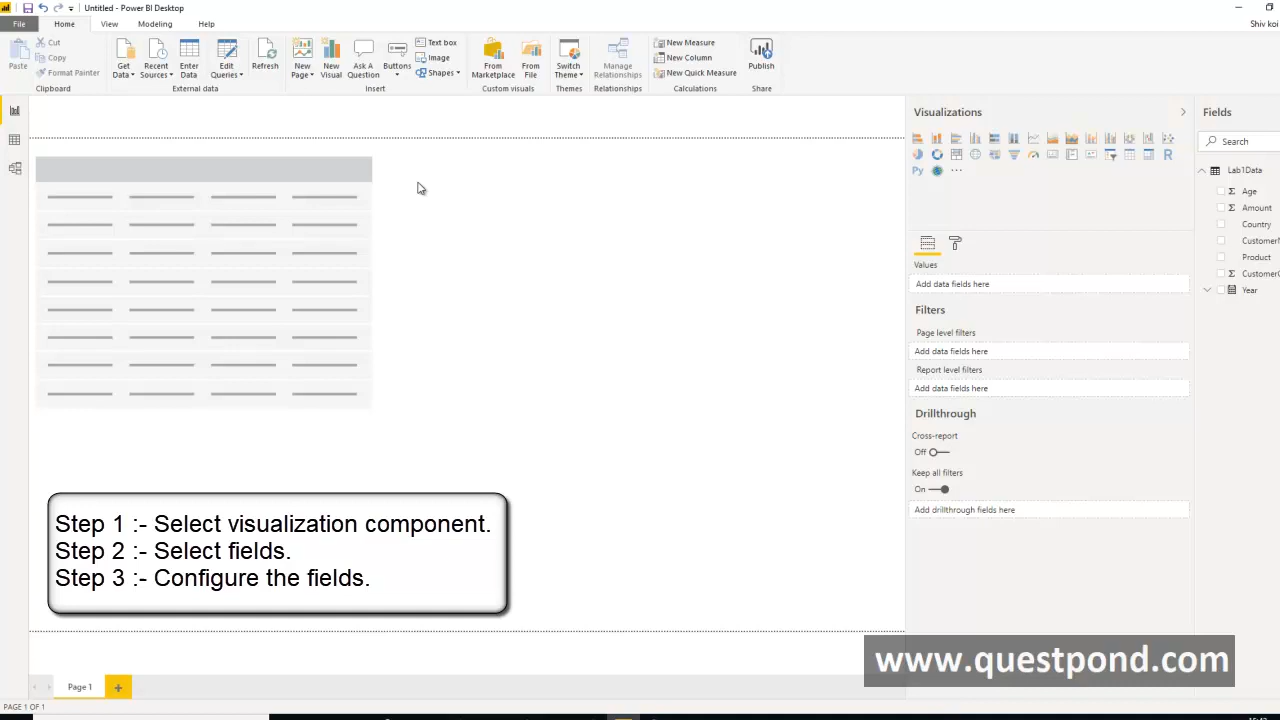 Untitled - Power BI Desktop
File Home View Modeling Help
Shiv koi
Paste
Cut
Copy
Format Painter
Clipboard
Get Data
Recent Sources
Enter Data
Edit Queries
Refresh
External data
New Page
New Visual
Ask A Question
Buttons
Text box
Image
Shapes
Insert
From Marketplace
From File
Custom visuals
Switch Theme
Themes
Manage Relationships
Relationships
New Measure
New Column
New Quick Measure
Calculations
Publish
Share
Visualizations
R
Py
Values
Add data fields here
Filters
Page level filters
Add data fields here
Report level filters
Add data fields here
Drillthrough
Cross-report
Off
Keep all filters
On
Add drillthrough fields here
Fields
Search
Lab1Data
Σ Age
Σ Amount
Country
Product
Year
Step 1 :- Select visualization component.
Step 2 :- Select fields.
Step 3 :- Configure the fields.
www.questpond.com
Page 1
PAGE 1 OF 1